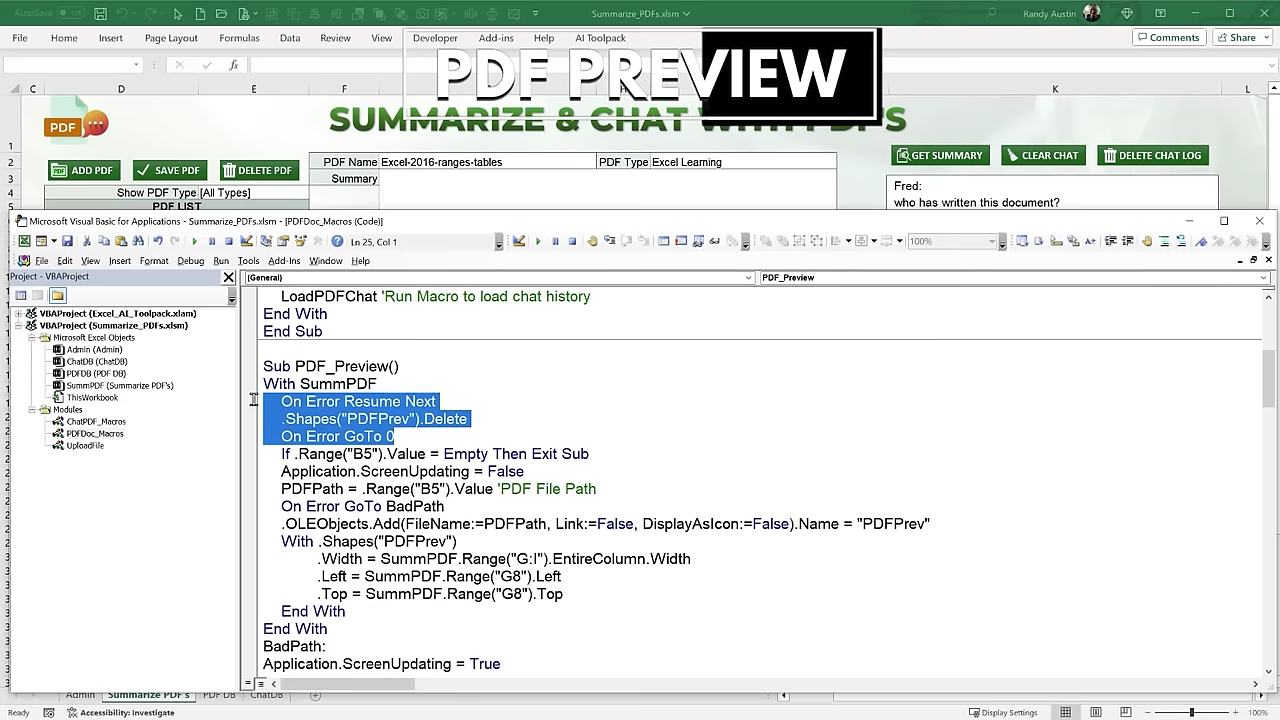 AutoSave Off Summarize_PDFs.xlsm Randy Austin
File Home Insert Page Layout Formulas Data Review View Developer Add-ins Help AI Toolpack Comments Share
PDF PREVIEW
fx
C D E F K L
PDF
SUMMARIZE & CHAT WITH PDF'S
1
2
3
4
5
ADD PDF SAVE PDF DELETE PDF
PDF Name Excel-2016-ranges-tables PDF Type Excel Learning
Summary
GET SUMMARY CLEAR CHAT DELETE CHAT LOG
Show PDF Type [All Types]
PDF LIST
Fred:
who has written this document?
Microsoft Visual Basic for Applications - Summarize_PDFs.xlsm - [PDFDoc_Macros (Code)]
Ln 25, Col 1 100%
File Edit View Insert Format Debug Run Tools Add-Ins Window Help
Project - VBAProject
VBAProject (Excel_AI_Toolpack.xlam)
VBAProject (Summarize_PDFs.xlsm)
Microsoft Excel Objects
Admin (Admin)
ChatDB (ChatDB)
PDFDB (PDF DB)
SummPDF (Summarize PDF's)
ThisWorkbook
Modules
ChatPDF_Macros
PDFDoc_Macros
UploadFile
(General) PDF_Preview
LoadPDFChat 'Run Macro to load chat history
End With
End Sub
Sub PDF_Preview()
With SummPDF
On Error Resume Next
.Shapes("PDFPrev").Delete
On Error GoTo 0
If .Range("B5").Value = Empty Then Exit Sub
Application.ScreenUpdating = False
PDFPath = .Range("B5").Value 'PDF File Path
On Error GoTo BadPath
.OLEObjects.Add(FileName:=PDFPath, Link:=False, DisplayAsIcon:=False).Name = "PDFPrev"
With .Shapes("PDFPrev")
.Width = SummPDF.Range("G:I").EntireColumn.Width
.Left = SummPDF.Range("G8").Left
.Top = SummPDF.Range("G8").Top
End With
End With
BadPath:
Application.ScreenUpdating = True
Admin Summarize PDF's PDF DB ChatDB
Ready Accessibility: Investigate Display Settings 100%